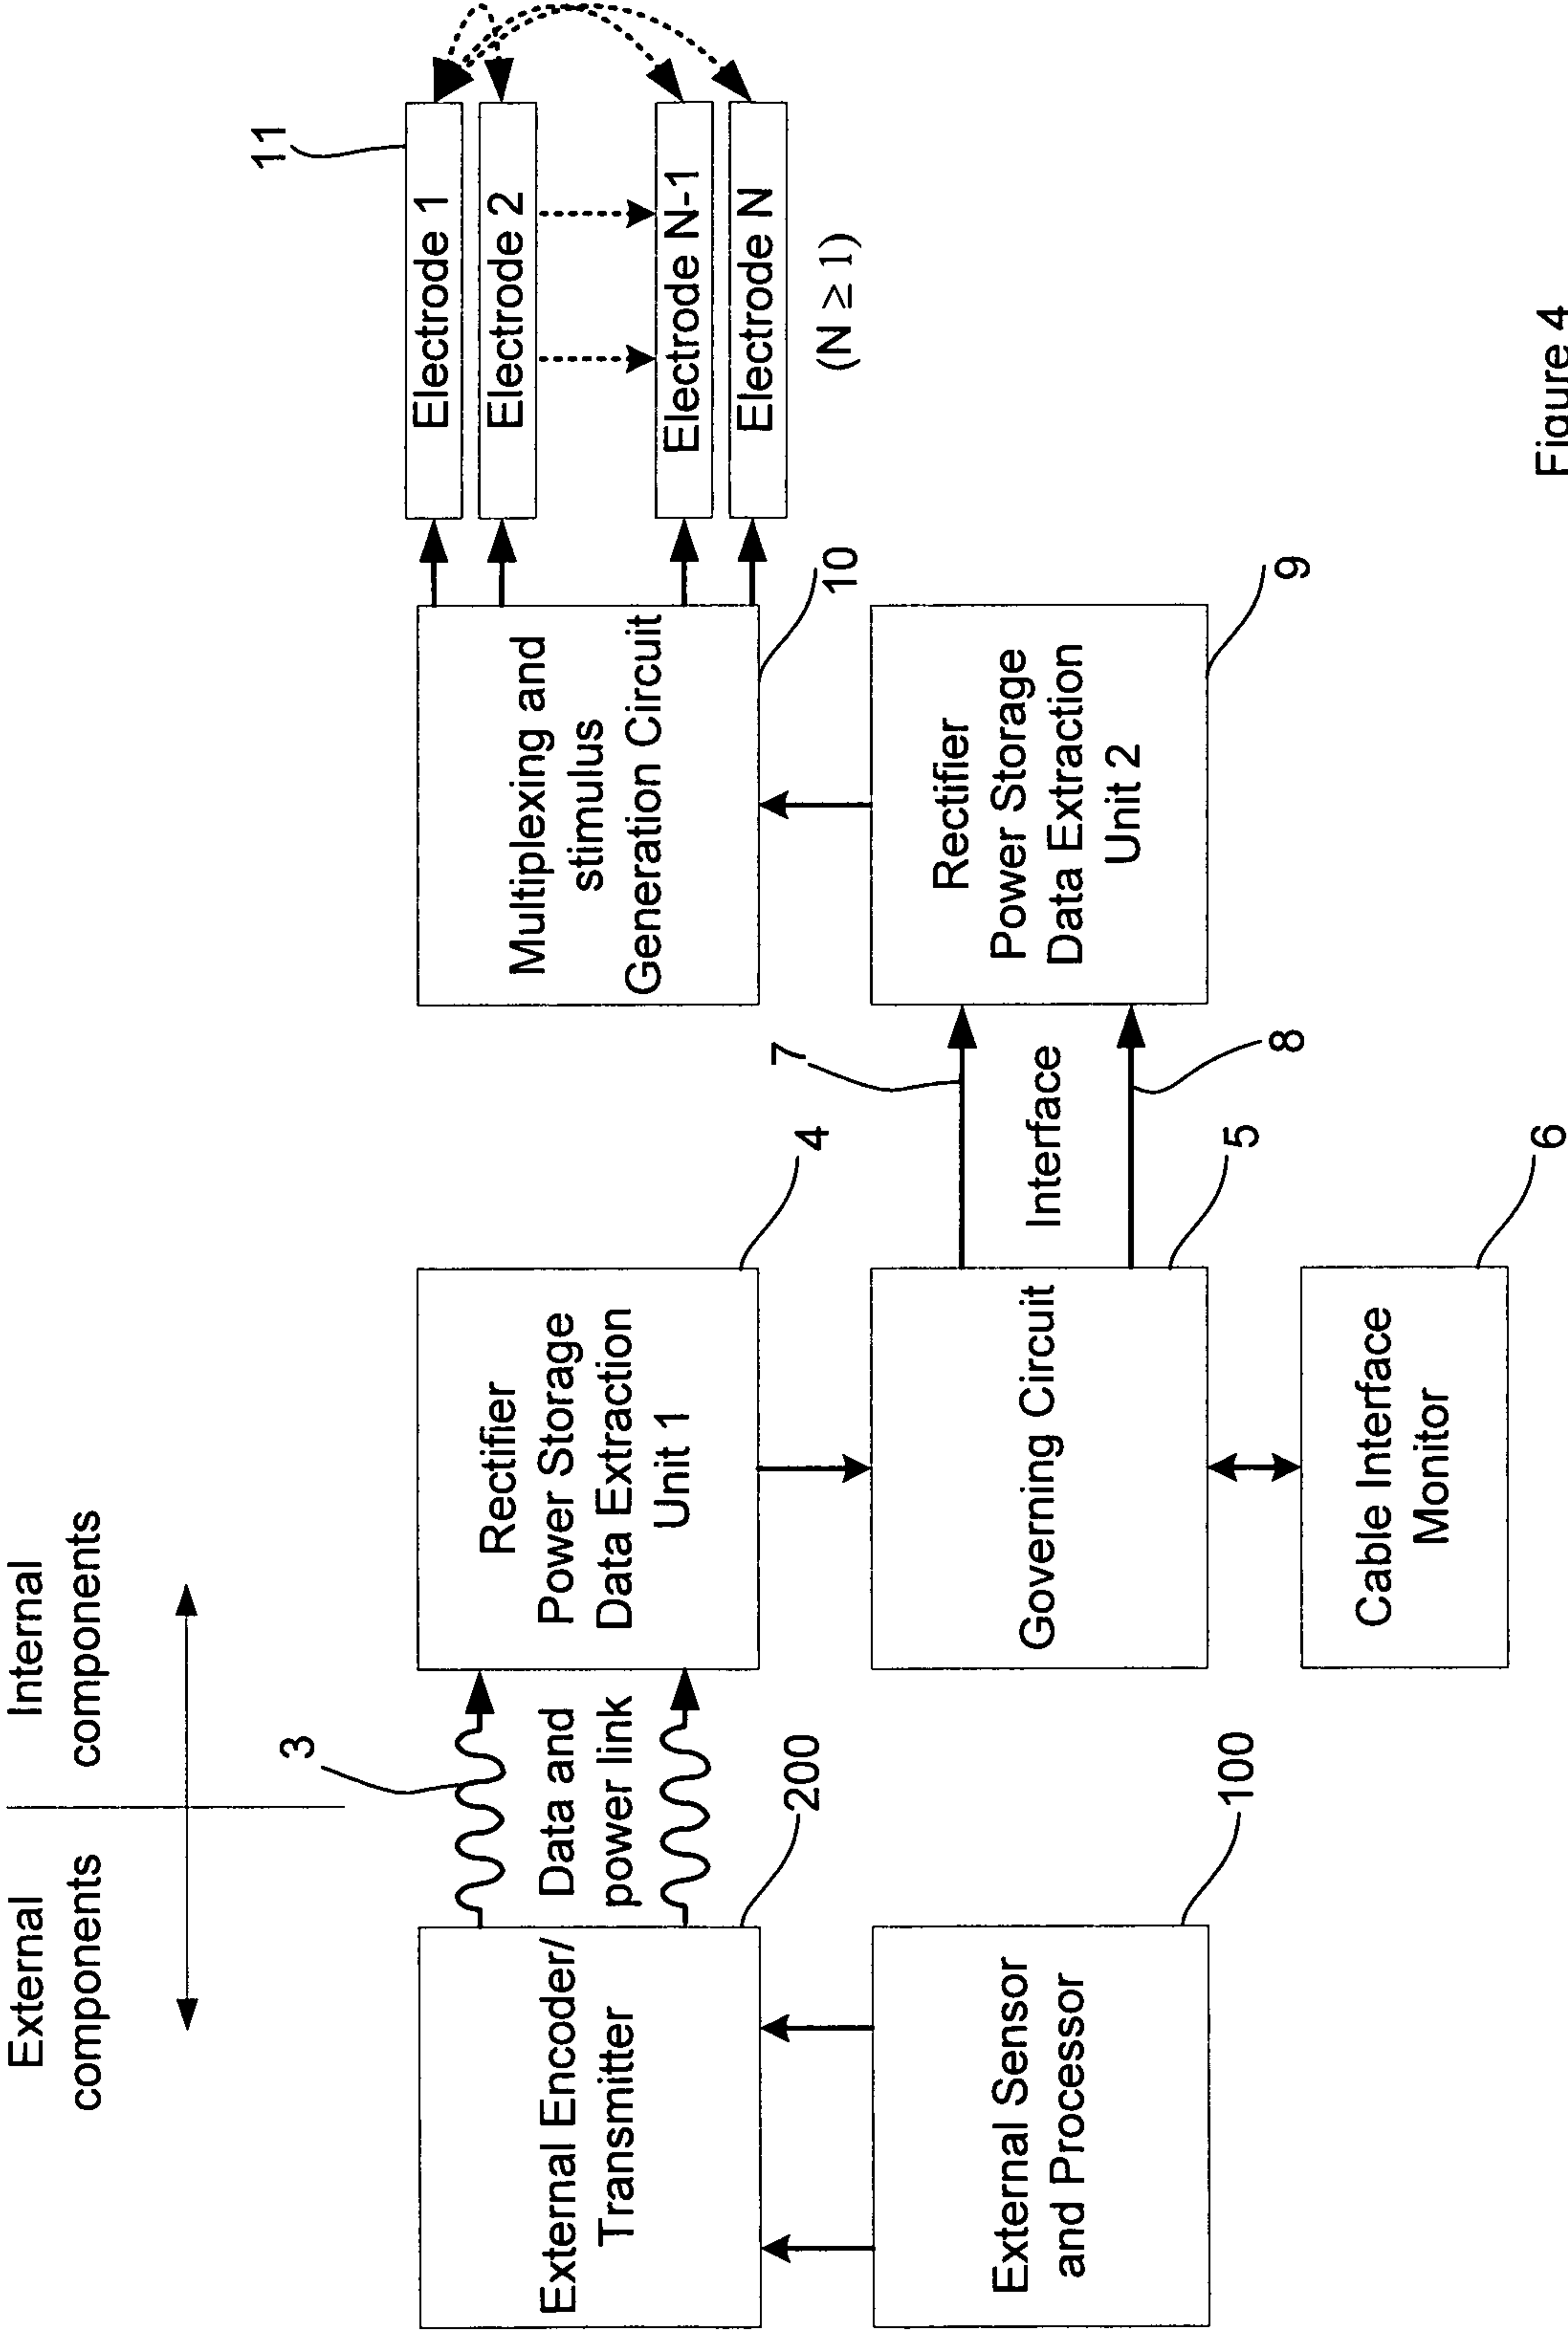 External
components
Internal
components
3
Data and
power link
External Encoder/
Transmitter
200
External Sensor
and Processor
100
Rectifier
Power Storage
Data Extraction
Unit 1
4
Governing Circuit
5
Cable Interface
Monitor
6
7
Interface
8
Rectifier
Power Storage
Data Extraction
Unit 2
9
Multiplexing and
stimulus
Generation Circuit
10
11
Electrode 1
Electrode 2
Electrode N-1
Electrode N
(N ≥ 1)
Figure 4